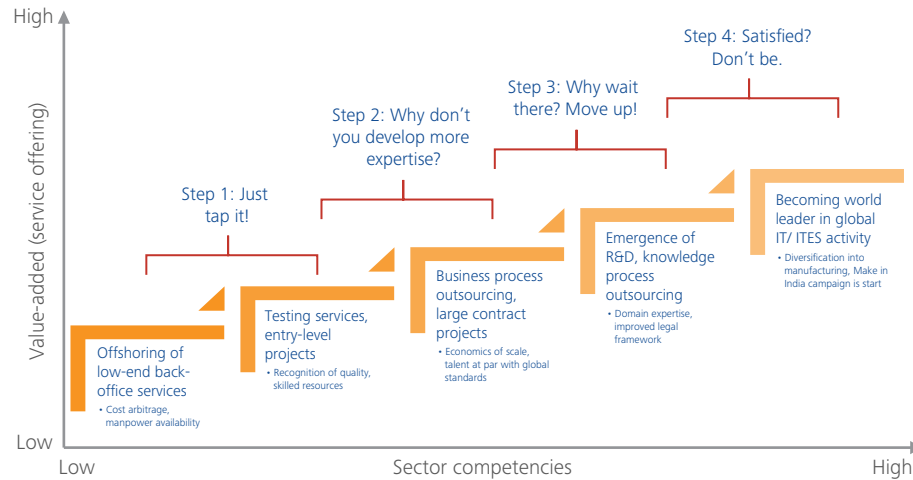 High
Value-added (service offering)
Low
Low
Sector competencies
High
Step 1: Just
tap it!
Step 2: Why don't
you develop more
expertise?
Step 3: Why wait
there? Move up!
Step 4: Satisfied?
Don't be.
Offshoring of
low-end back-
office services
• Cost arbitrage,
manpower availability
Testing services,
entry-level
projects
• Recognition of quality,
skilled resources
Business process
outsourcing,
large contract
projects
• Economics of scale,
talent at par with global
standards
Emergence of
R&D, knowledge
process
outsourcing
• Domain expertise,
improved legal
framework
Becoming world
leader in global
IT/ ITES activity
• Diversification into
manufacturing, Make in
India campaign is start